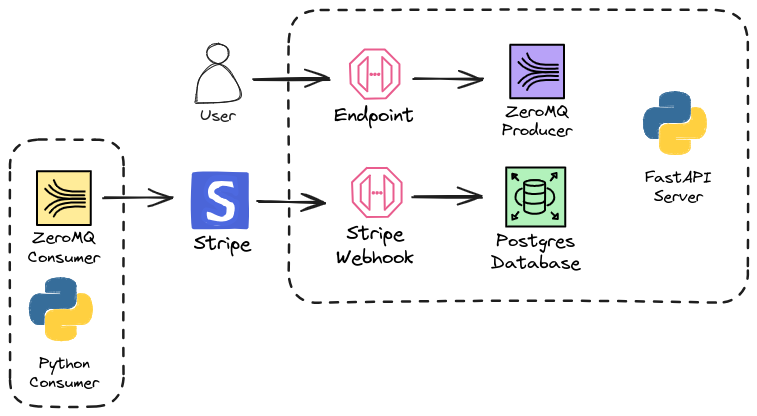 User
Endpoint
ZeroMQ
Producer
FastAPI
Server
ZeroMQ
Consumer
S
Stripe
Stripe
Webhook
Postgres
Database
Python
Consumer